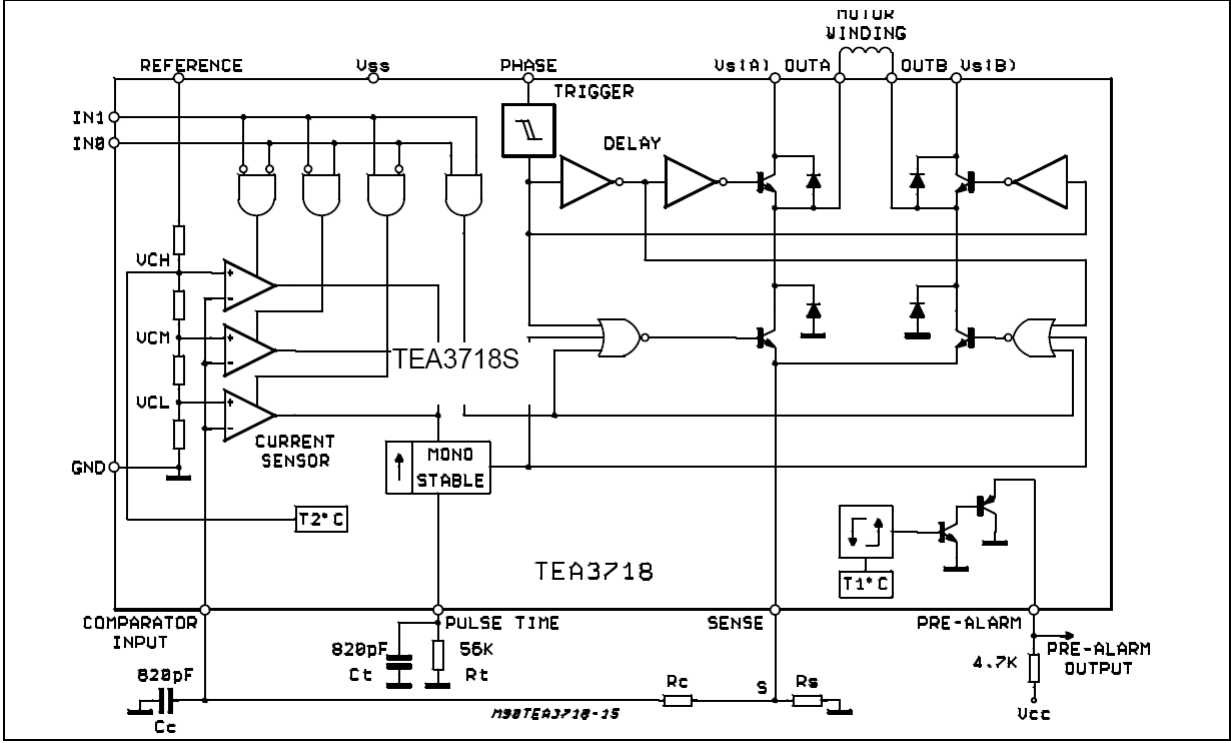 MOTOR
WINDING
REFERENCE
Vss
PHASE
Vs(A)
OUTA
OUTB
Vs(B)
TRIGGER
IN1
IN0
DELAY
VCH
VCM
TEA3718S
VCL
CURRENT
SENSOR
MONO
STABLE
GND
T2°C
TEA3718
T1°C
COMPARATOR
INPUT
PULSE TIME
SENSE
PRE-ALARM
820pF
Ct
56K
Rt
4.7K
PRE-ALARM
OUTPUT
820pF
Cc
Rc
S
Rs
Vcc
M90TEA3718-15
+
-
+
-
+
-